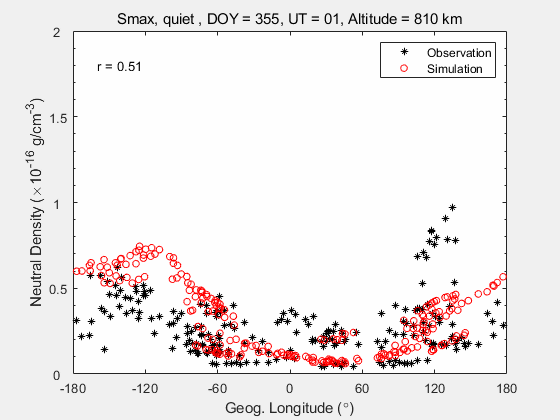 Smax, quiet , DOY = 355, UT = 01, Altitude = 810 km
2
1.5
1
0.5
0
Neutral Density (×10^-16 g/cm^-3)
r = 0.51
Observation
Simulation
-180 -120 -60 0 60 120 180
Geog. Longitude (°)